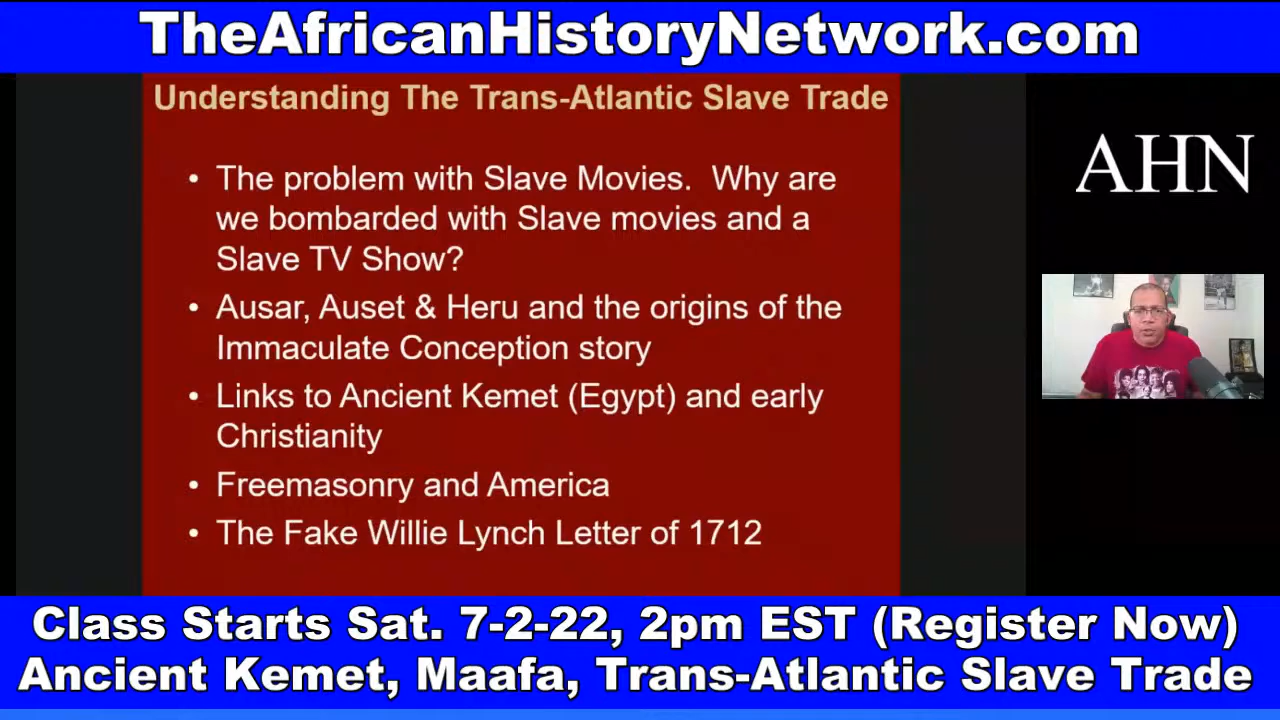 TheAfricanHistoryNetwork.com
Understanding The Trans-Atlantic Slave Trade
• The problem with Slave Movies.  Why are
we bombarded with Slave movies and a
Slave TV Show?
• Ausar, Auset & Heru and the origins of the
Immaculate Conception story
• Links to Ancient Kemet (Egypt) and early
Christianity
• Freemasonry and America
• The Fake Willie Lynch Letter of 1712
AHN
Class Starts Sat. 7-2-22, 2pm EST (Register Now)
Ancient Kemet, Maafa, Trans-Atlantic Slave Trade